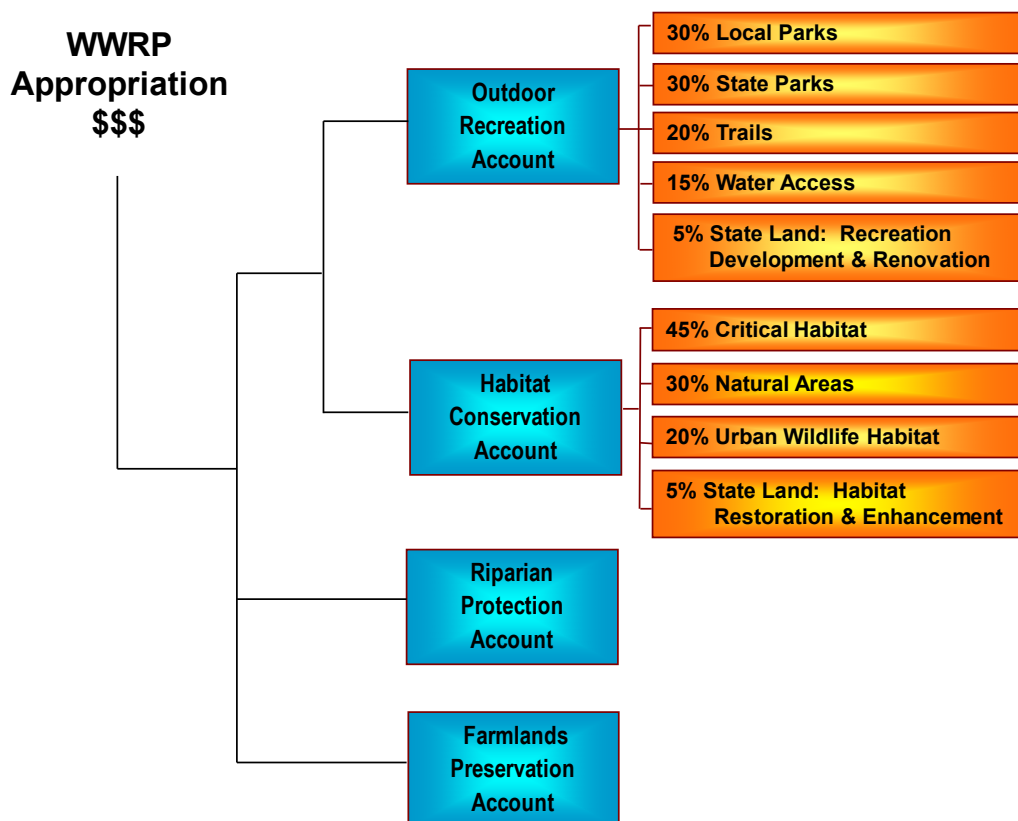 WWRP
Appropriation
$$$
Outdoor
Recreation
Account
30% Local Parks
30% State Parks
20% Trails
15% Water Access
5% State Land: Recreation
Development & Renovation
Habitat
Conservation
Account
45% Critical Habitat
30% Natural Areas
20% Urban Wildlife Habitat
5% State Land: Habitat
Restoration & Enhancement
Riparian
Protection
Account
Farmlands
Preservation
Account